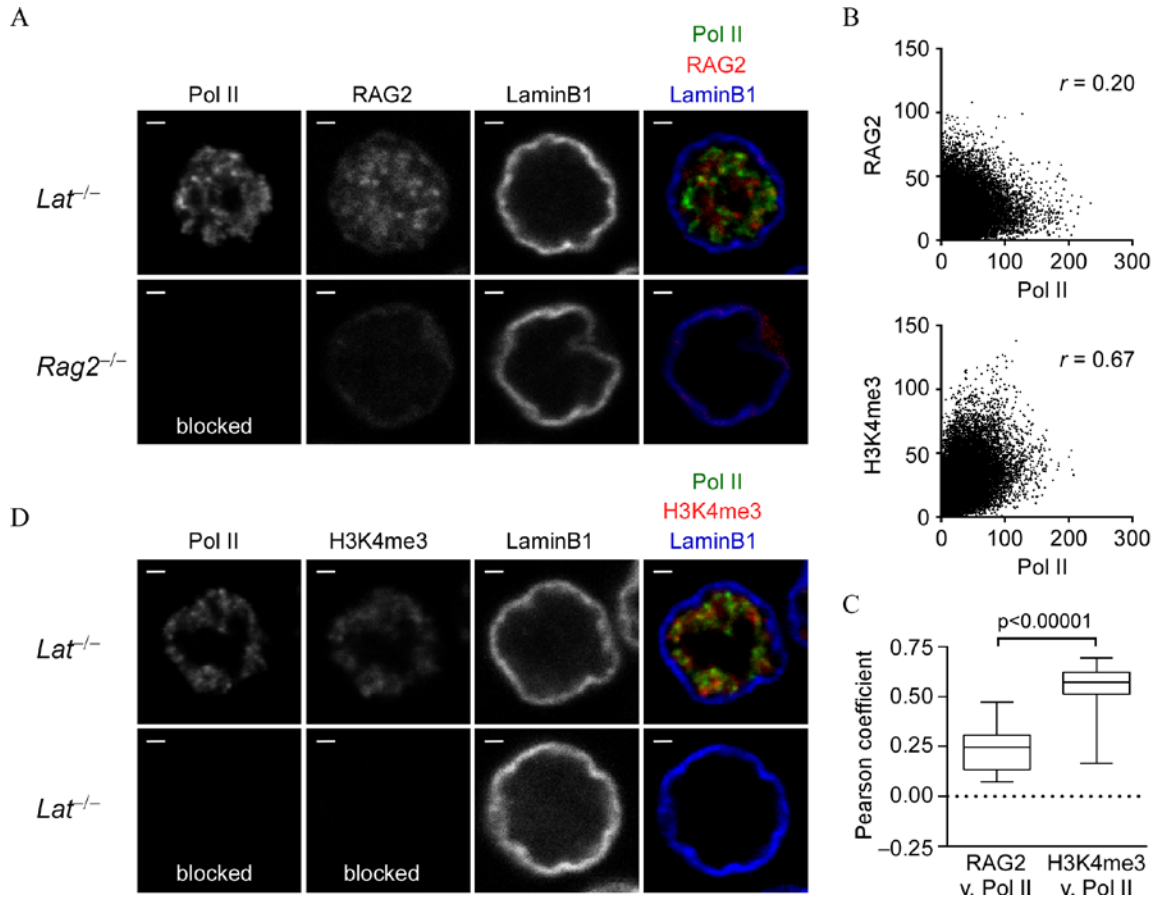 A
Pol II
RAG2
LaminB1
Pol II RAG2 LaminB1
Lat–/–
Rag2–/–
blocked
B
150
100
50
0
RAG2
r = 0.20
0 100 200 300
Pol II
150
100
50
0
H3K4me3
r = 0.67
0 100 200 300
Pol II
D
Pol II
H3K4me3
LaminB1
Pol II H3K4me3 LaminB1
Lat–/–
Lat–/–
blocked blocked
C
p<0.00001
0.75
0.50
0.25
0.00
–0.25
Pearson coefficient
RAG2 H3K4me3
v. Pol II v. Pol II